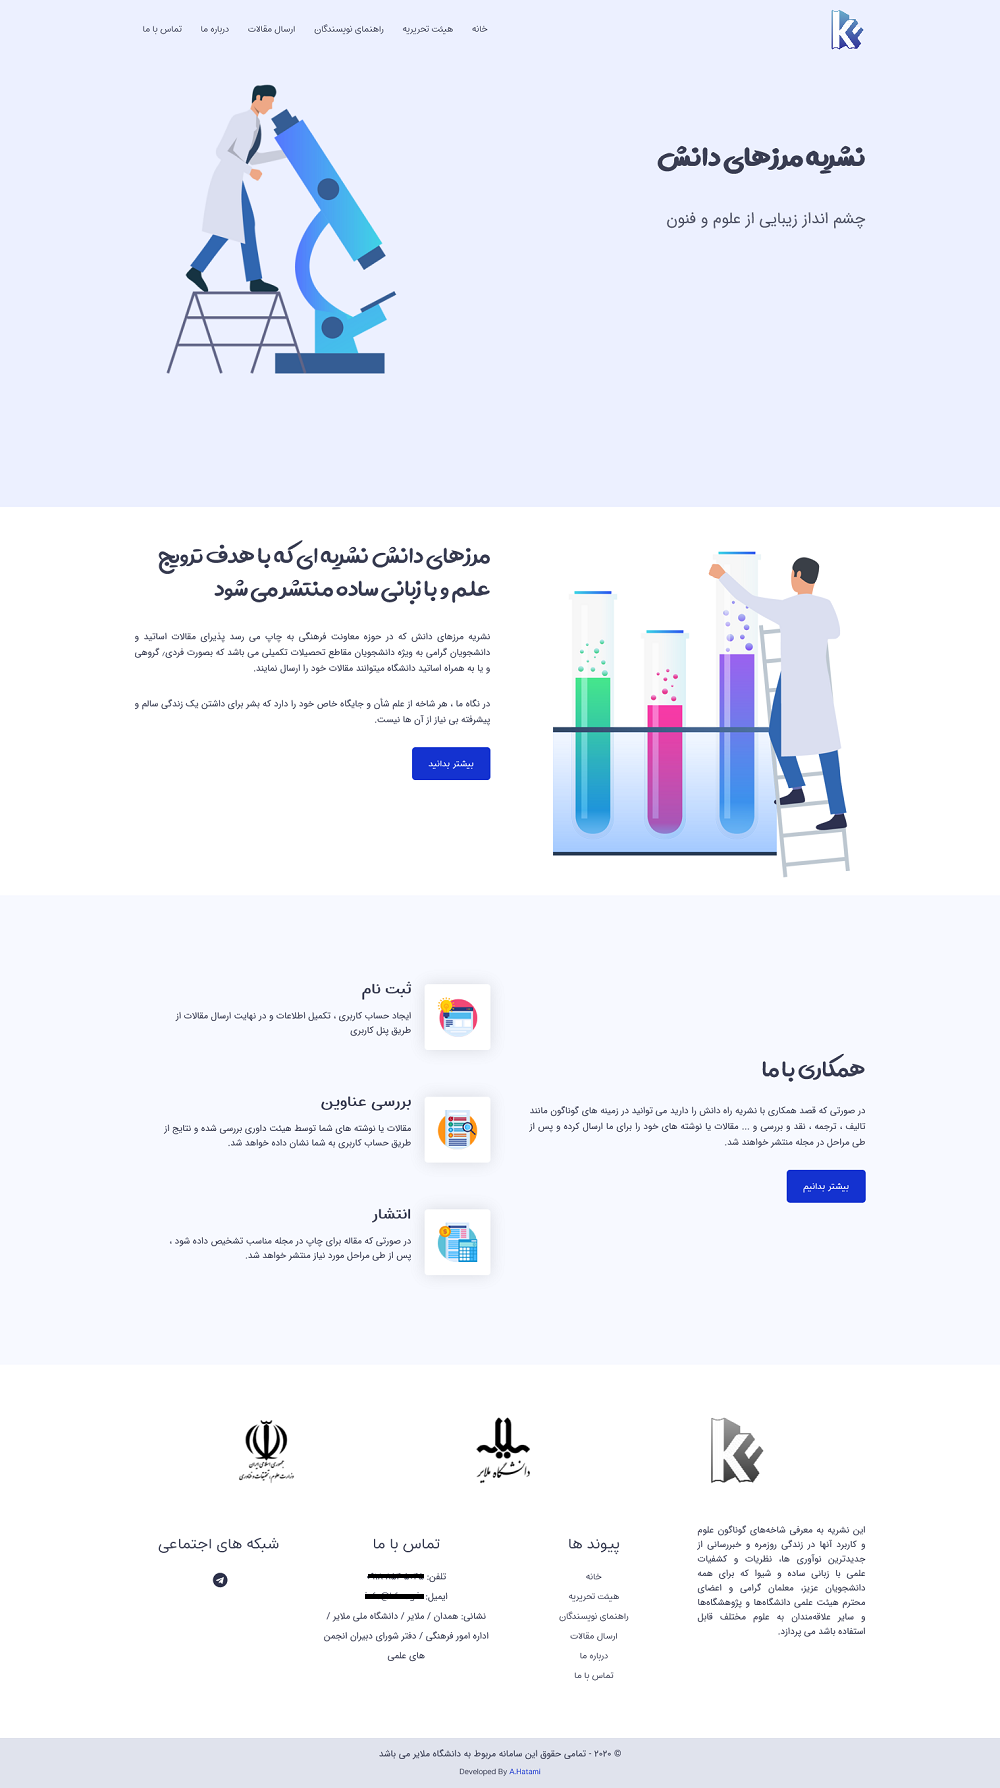 خانه
هیئت تحریریه
راهنمای نویسندگان
ارسال مقالات
درباره ما
تماس با ما
نشریه مرزهای دانش
چشم انداز زیبایی از علوم و فنون
مرزهای دانش نشریه ای که با هدف ترویج
علم و با زبانی ساده منتشر می شود
نشریه مرزهای دانش که در حوزه معاونت فرهنگی به چاپ می رسد پذیرای مقالات اساتید و
دانشجویان گرامی به ویژه دانشجویان مقاطع تحصیلات تکمیلی می باشد که بصورت فردی٫ گروهی
و یا به همراه اساتید دانشگاه میتوانند مقالات خود را ارسال نمایند.
در نگاه ما ، هر شاخه از علم شأن و جایگاه خاص خود را دارد که بشر برای داشتن یک زندگی سالم و
پیشرفته بی نیاز از آن ها نیست.
بیشتر بدانید
همکاری با ما
در صورتی که قصد همکاری با نشریه راه دانش را دارید می توانید در زمینه های گوناگون مانند
تالیف ، ترجمه ، نقد و بررسی و ... مقالات یا نوشته های خود را برای ما ارسال کرده و پس از
طی مراحل در مجله منتشر خواهند شد.
بیشتر بدانیم
ثبت نام
ایجاد حساب کاربری ، تکمیل اطلاعات و در نهایت ارسال مقالات از
طریق پنل کاربری
بررسی عناوین
مقالات یا نوشته های شما توسط هیئت داوری بررسی شده و نتایج از
طریق حساب کاربری به شما نشان داده خواهد شد.
انتشار
در صورتی که مقاله برای چاپ در مجله مناسب تشخیص داده شود ،
پس از طی مراحل مورد نیاز منتشر خواهد شد.
دانشگاه ملایر
جمهوری اسلامی ایران
وزارت علوم، تحقیقات و فناوری
این نشریه به معرفی شاخه‌های گوناگون علوم
و کاربرد آنها در زندگی روزمره و خبررسانی از
جدیدترین نوآوری ها، نظریات و کشفیات
علمی با زبانی ساده و شیوا که برای همه
دانشجویان عزیز، معلمان گرامی و اعضای
محترم هیئت علمی دانشگاه‌ها و پژوهشگاه‌ها
و سایر علاقه‌مندان به علوم مختلف قابل
استفاده باشد می پردازد.
پیوند ها
خانه
هیئت تحریریه
راهنمای نویسندگان
ارسال مقالات
درباره ما
تماس با ما
تماس با ما
تلفن:
ایمیل:
نشانی: همدان / ملایر / دانشگاه ملی ملایر /
اداره امور فرهنگی / دفتر شورای دبیران انجمن
های علمی
شبکه های اجتماعی
© ۲۰۲۰ - تمامی حقوق این سامانه مربوط به دانشگاه ملایر می باشد
Developed By A.Hatami